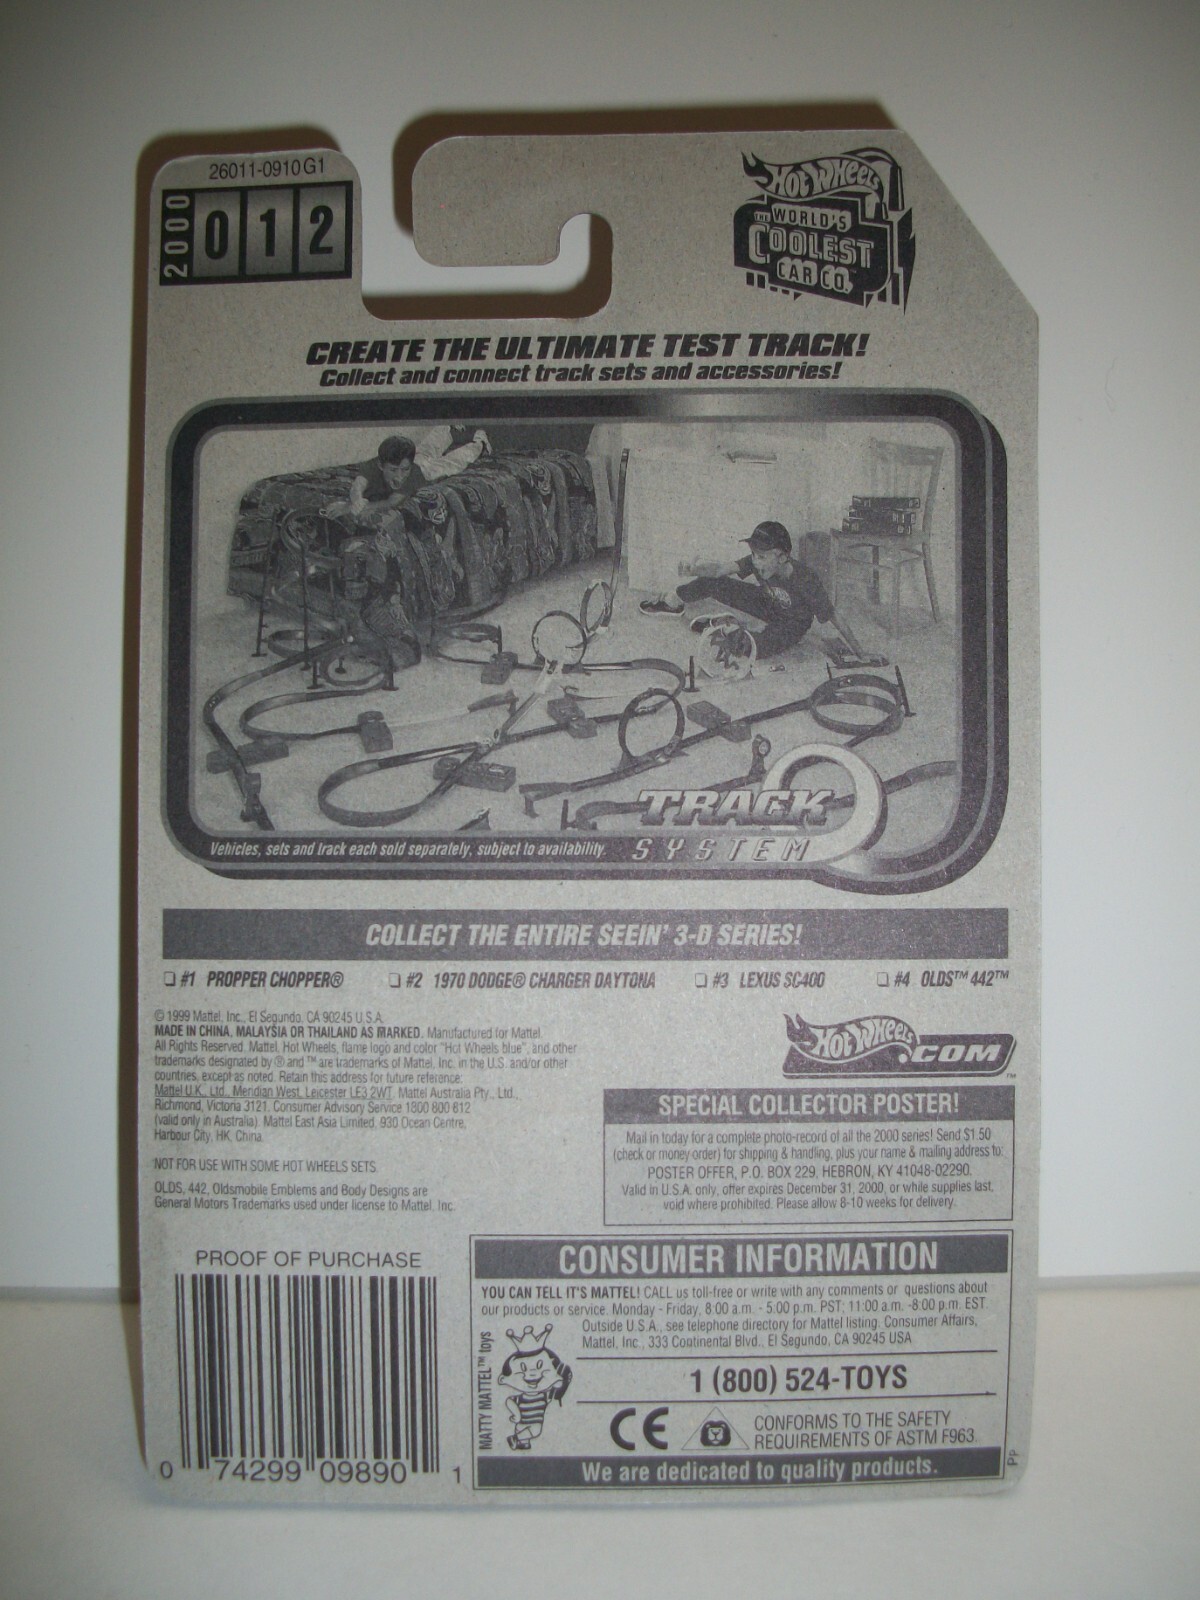 26011-0910 G1
2000
012
Hot Wheels
THE WORLD'S
COOLEST
CAR CO.™
CREATE THE ULTIMATE TEST TRACK!
Collect and connect track sets and accessories!
TRACK
SYSTEM
Vehicles, sets and track each sold separately, subject to availability.
COLLECT THE ENTIRE SEEIN' 3-D SERIES!
❏ #1 PROPPER CHOPPER® ❏ #2 1970 DODGE® CHARGER DAYTONA ❏ #3 LEXUS SC400 ❏ #4 OLDS™ 442™
© 1999 Mattel, Inc., El Segundo, CA 90245 U.S.A.
MADE IN CHINA, MALAYSIA OR THAILAND AS MARKED. Manufactured for Mattel.
All Rights Reserved. Mattel, Hot Wheels, flame logo and color "Hot Wheels blue", and other
trademarks designated by ® and ™ are trademarks of Mattel, Inc. in the U.S. and/or other
countries, except as noted. Retain this address for future reference:
Mattel U.K., Ltd., Meridian West, Leicester LE3 2WT. Mattel Australia Pty., Ltd.,
Richmond, Victoria 3121. Consumer Advisory Service 1800 800 812
(valid only in Australia). Mattel East Asia Limited, 930 Ocean Centre,
Harbour City, HK, China.
NOT FOR USE WITH SOME HOT WHEELS SETS.
OLDS, 442, Oldsmobile Emblems and Body Designs are
General Motors Trademarks used under license to Mattel, Inc.
Hot Wheels
.COM™
SPECIAL COLLECTOR POSTER!
Mail in today for a complete photo-record of all the 2000 series! Send $1.50
(check or money order) for shipping & handling, plus your name & mailing address to:
POSTER OFFER, P.O. BOX 229, HEBRON, KY 41048-02290.
Valid in U.S.A. only, offer expires December 31, 2000, or while supplies last,
void where prohibited. Please allow 8-10 weeks for delivery.
PROOF OF PURCHASE
0 74299 09890 1
CONSUMER INFORMATION
YOU CAN TELL IT'S MATTEL! CALL us toll-free or write with any comments or questions about
our products or service. Monday - Friday, 8:00 a.m. - 5:00 p.m. PST; 11:00 a.m. -8:00 p.m. EST.
Outside U.S.A., see telephone directory for Mattel listing. Consumer Affairs,
Mattel, Inc., 333 Continental Blvd., El Segundo, CA 90245 USA
MATTY MATTEL™ toys
1 (800) 524-TOYS
CE
CONFORMS TO THE SAFETY
REQUIREMENTS OF ASTM F963.
We are dedicated to quality products.
PP